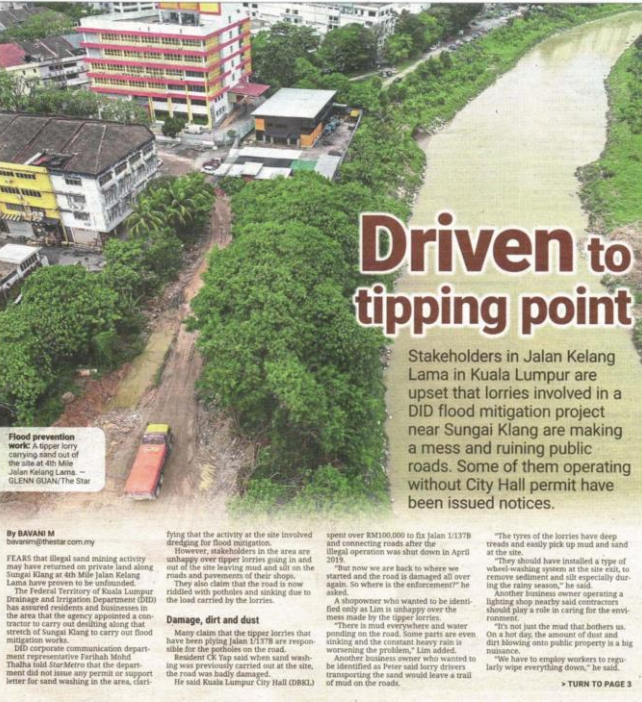 Driven to
tipping point
Stakeholders in Jalan Kelang
Lama in Kuala Lumpur are
upset that lorries involved in a
DID flood mitigation project
near Sungai Klang are making
a mess and ruining public
roads. Some of them operating
without City Hall permit have
been issued notices.
Flood prevention
work: A tipper lorry
carrying sand out of
the site at 4th Mile
Jalan Kelang Lama. —
GLENN GUAN/The Star
By BAVANI M
bavanim@thestar.com.my
FEARS that illegal sand mining activity
may have returned on private land along
Sungai Klang at 4th Mile Jalan Kelang
Lama have proven to be unfounded.
The Federal Territory of Kuala Lumpur
Drainage and Irrigation Department (DID)
has assured residents and businesses in
the area that the agency appointed a con-
tractor to carry out desilting along that
stretch of Sungai Klang to carry out flood
mitigation works.
DID corporate communication depart-
ment representative Farihah Mohd
Thalha told StarMetro that the depart-
ment did not issue any permit or support
letter for sand washing in the area, clari-
fying that the activity at the site involved
dredging for flood mitigation.
However, stakeholders in the area are
unhappy over tipper lorries going in and
out of the site leaving mud and silt on the
roads and pavements of their shops.
They also claim that the road is now
riddled with potholes and sinking due to
the load carried by the lorries.
Damage, dirt and dust
Many claim that the tipper lorries that
have been plying Jalan 1/137B are respon-
sible for the potholes on the road.
Resident CK Yap said when sand wash-
ing was previously carried out at the site,
the road was badly damaged.
He said Kuala Lumpur City Hall (DBKL)
spent over RM100,000 to fix Jalan 1/137B
and connecting roads after the
illegal operation was shut down in April
2019.
"But now we are back to where we
started and the road is damaged all over
again. So where is the enforcement?" he
asked.
A shopowner who wanted to be identi-
fied only as Lim is unhappy over the
mess made by the tipper lorries.
"There is mud everywhere and water
ponding on the road. Some parts are even
sinking and the constant heavy rain is
worsening the problem," Lim added.
Another business owner who wanted to
be identified as Peter said lorry drivers
transporting the sand would leave a trail
of mud on the roads.
"The tyres of the lorries have deep
treads and easily pick up mud and sand
at the site.
"They should have installed a type of
wheel-washing system at the site exit, to
remove sediment and silt especially dur-
ing the rainy season," he said.
Another business owner operating a
lighting shop nearby said contractors
should play a role in caring for the envi-
ronment.
"It's not just the mud that bothers us.
On a hot day, the amount of dust and
dirt blowing onto public property is a big
nuisance.
"We have to employ workers to regu-
larly wipe everything down," he said.
> TURN TO PAGE 3